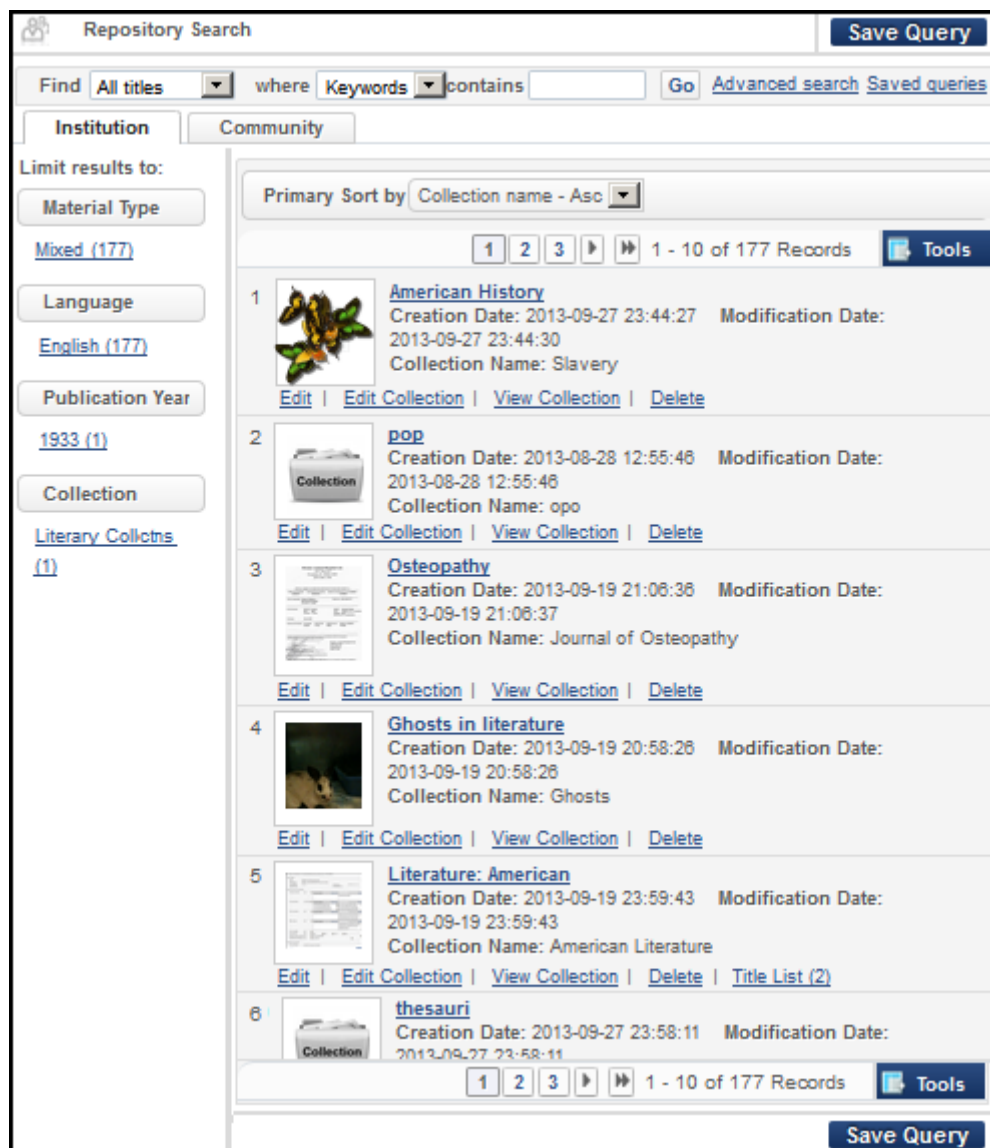 Repository Search
Save Query
Find All titles where Keywords contains Go Advanced search Saved queries
Institution Community
Limit results to:
Material Type
Mixed (177)
Language
English (177)
Publication Year
1933 (1)
Collection
Literary Collctns
(1)
Primary Sort by Collection name - Asc
1 2 3 1 - 10 of 177 Records Tools
1 American History
Creation Date: 2013-09-27 23:44:27 Modification Date:
2013-09-27 23:44:30
Collection Name: Slavery
Edit | Edit Collection | View Collection | Delete
2 pop
Collection
Creation Date: 2013-08-28 12:55:46 Modification Date:
2013-08-28 12:55:46
Collection Name: opo
Edit | Edit Collection | View Collection | Delete
3 Osteopathy
Creation Date: 2013-09-19 21:06:36 Modification Date:
2013-09-19 21:06:37
Collection Name: Journal of Osteopathy
Edit | Edit Collection | View Collection | Delete
4 Ghosts in literature
Creation Date: 2013-09-19 20:58:26 Modification Date:
2013-09-19 20:58:26
Collection Name: Ghosts
Edit | Edit Collection | View Collection | Delete
5 Literature: American
Creation Date: 2013-09-19 23:59:43 Modification Date:
2013-09-19 23:59:43
Collection Name: American Literature
Edit | Edit Collection | View Collection | Delete | Title List (2)
6 thesauri
Creation Date: 2013-09-27 23:58:11 Modification Date:
Collection
2013-09-27 23:58:11
1 2 3 1 - 10 of 177 Records Tools
Save Query